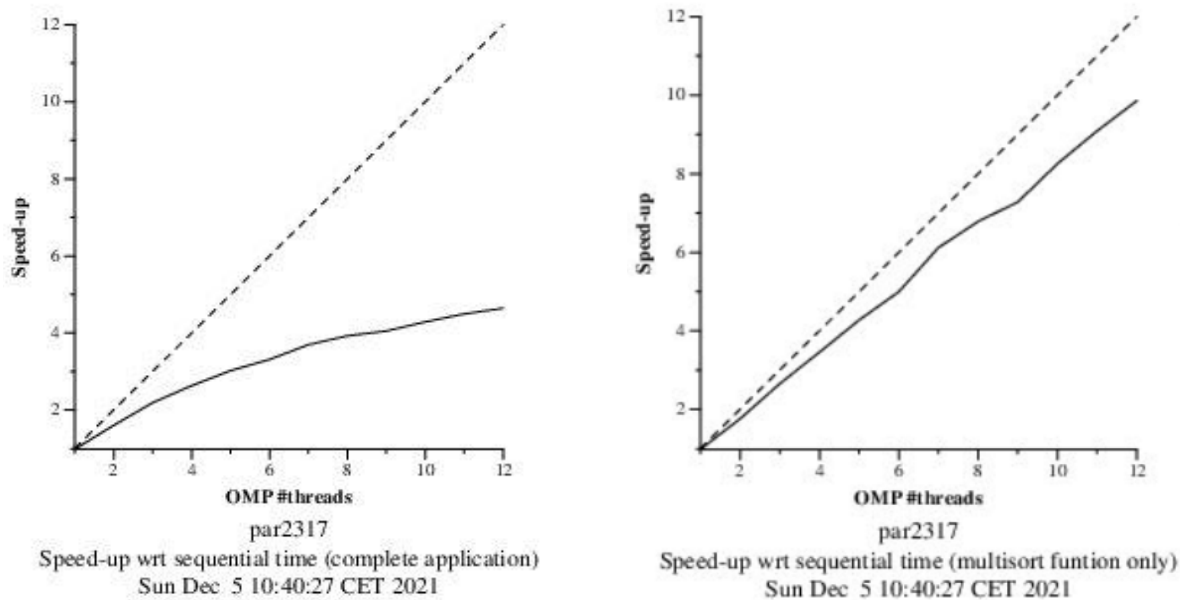 12
10
8
6
4
2
Speed-up
2 4 6 8 10 12
OMP #threads
par2317
Speed-up wrt sequential time (complete application)
Sun Dec 5 10:40:27 CET 2021
12
10
8
6
4
2
Speed-up
2 4 6 8 10 12
OMP #threads
par2317
Speed-up wrt sequential time (multisort funtion only)
Sun Dec 5 10:40:27 CET 2021